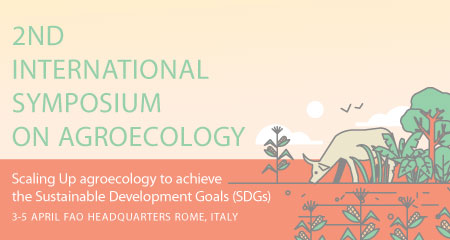 2ND
INTERNATIONAL
SYMPOSIUM
ON AGROECOLOGY
Scaling Up agroecology to achieve
the Sustainable Development Goals (SDGs)
3-5 APRIL FAO HEADQUARTERS ROME, ITALY